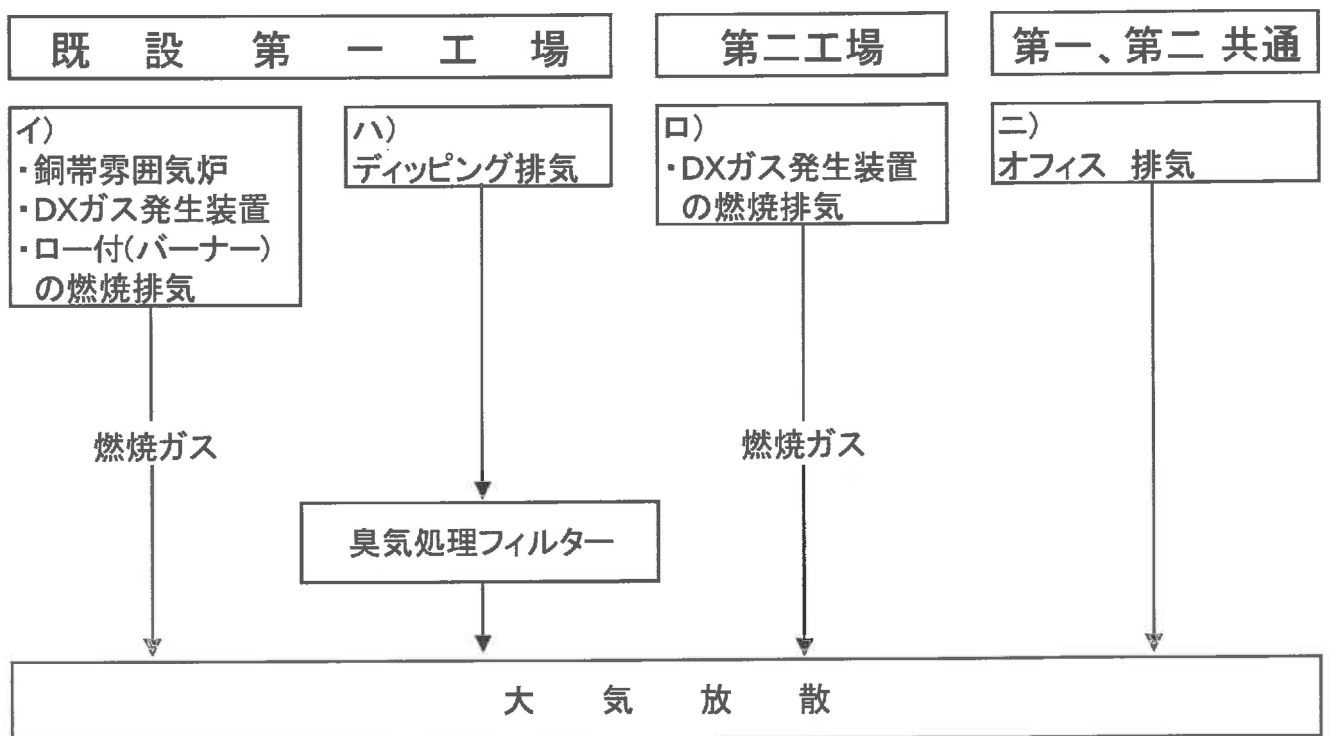 既設第一工場
第二工場
第一、第二 共通
イ)
・銅帯雰囲気炉
・DXガス発生装置
・ロー付(バーナー)
の燃焼排気
ハ)
ディッピング排気
ロ)
・DXガス発生装置
の燃焼排気
ニ)
オフィス 排気
燃焼ガス
燃焼ガス
臭気処理フィルター
大気放散